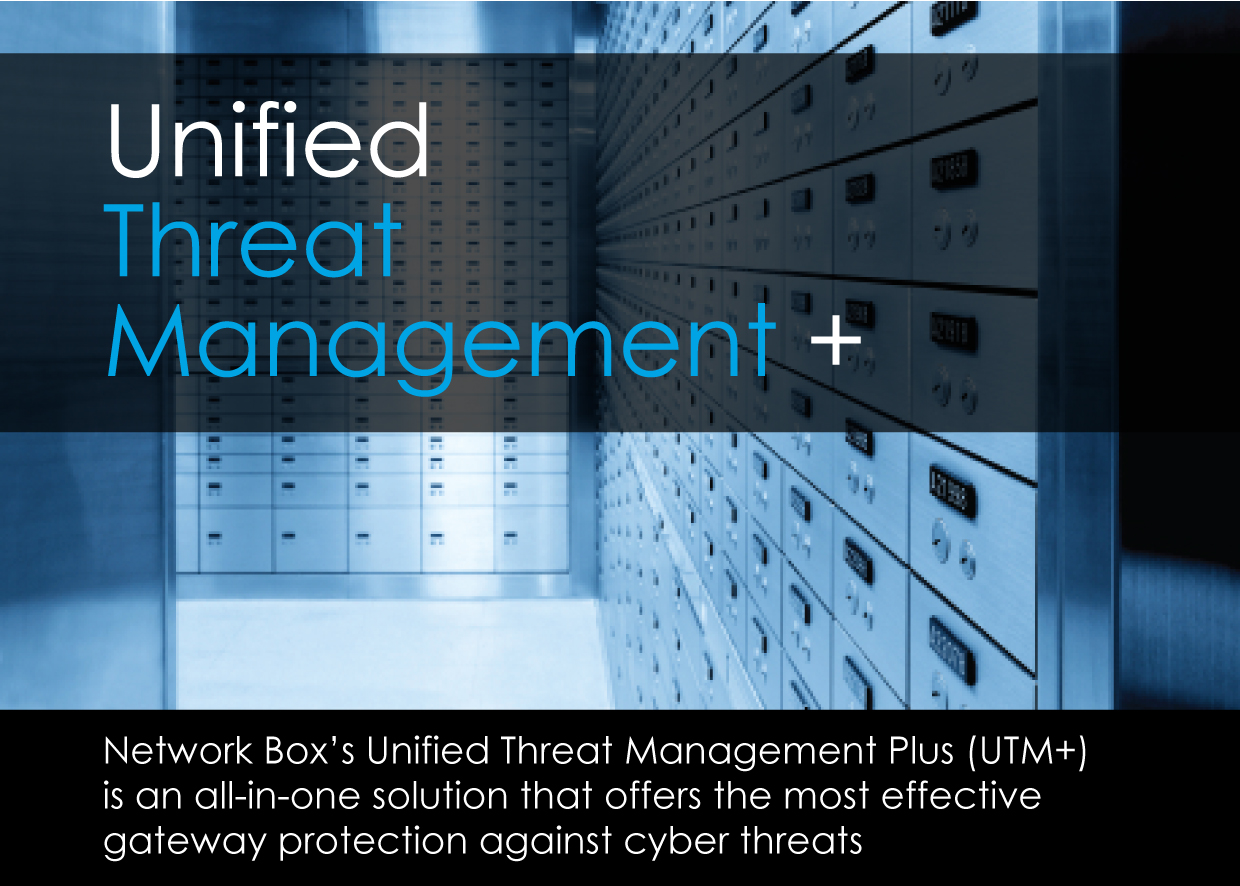 Unified
Threat
Management +
Network Box’s Unified Threat Management Plus (UTM+)
is an all-in-one solution that offers the most effective
gateway protection against cyber threats